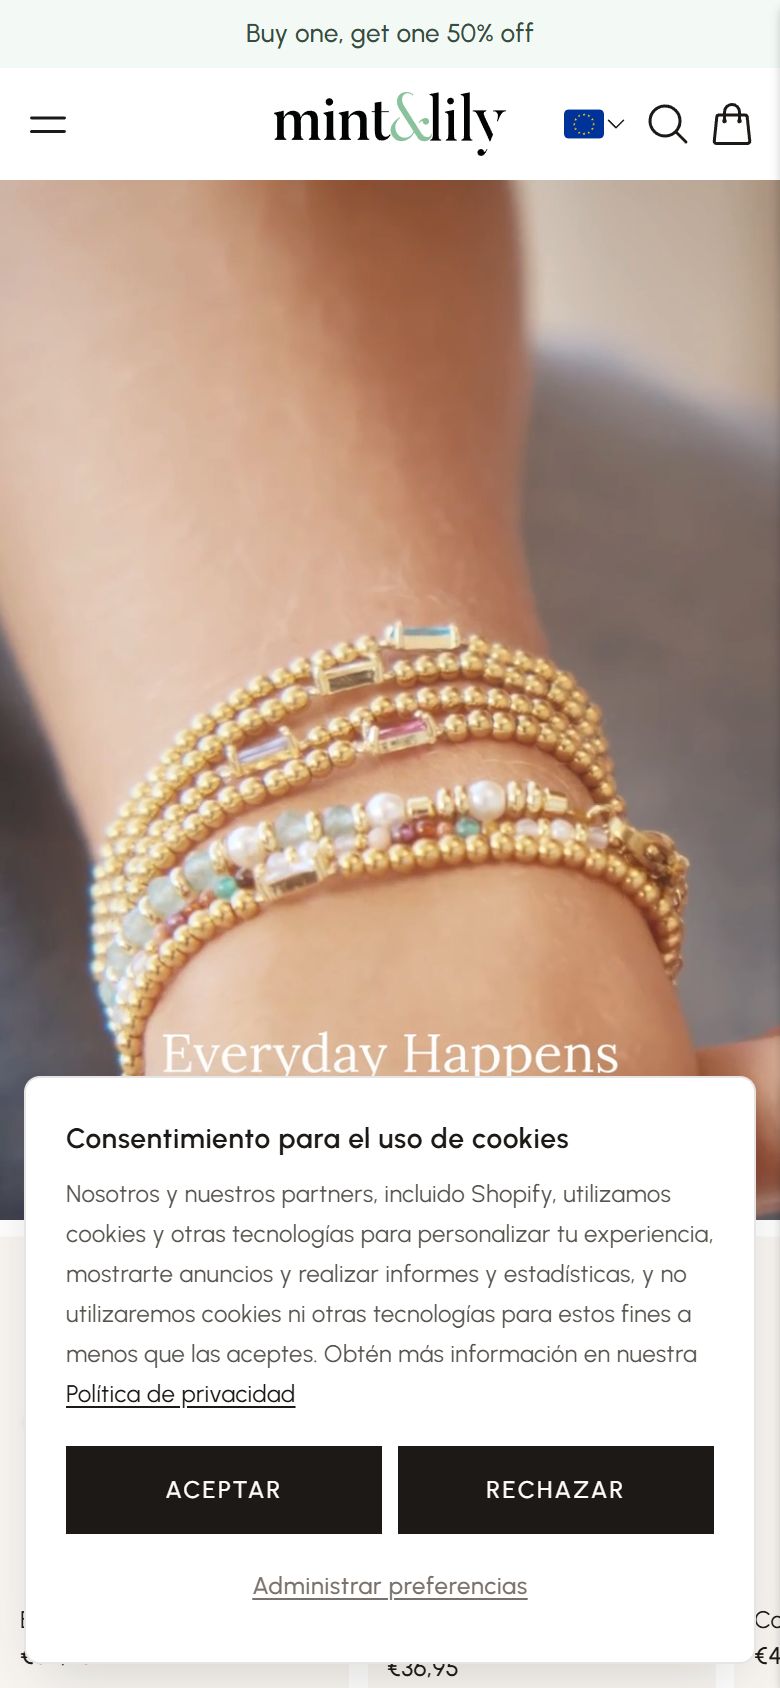 Buy one, get one 50% off
mint&lily
Everyday Happens
Consentimiento para el uso de cookies
Nosotros y nuestros partners, incluido Shopify, utilizamos
cookies y otras tecnologías para personalizar tu experiencia,
mostrarte anuncios y realizar informes y estadísticas, y no
utilizaremos cookies ni otras tecnologías para estos fines a
menos que las aceptes. Obtén más información en nuestra
Política de privacidad
ACEPTAR RECHAZAR
Administrar preferencias
€36,95